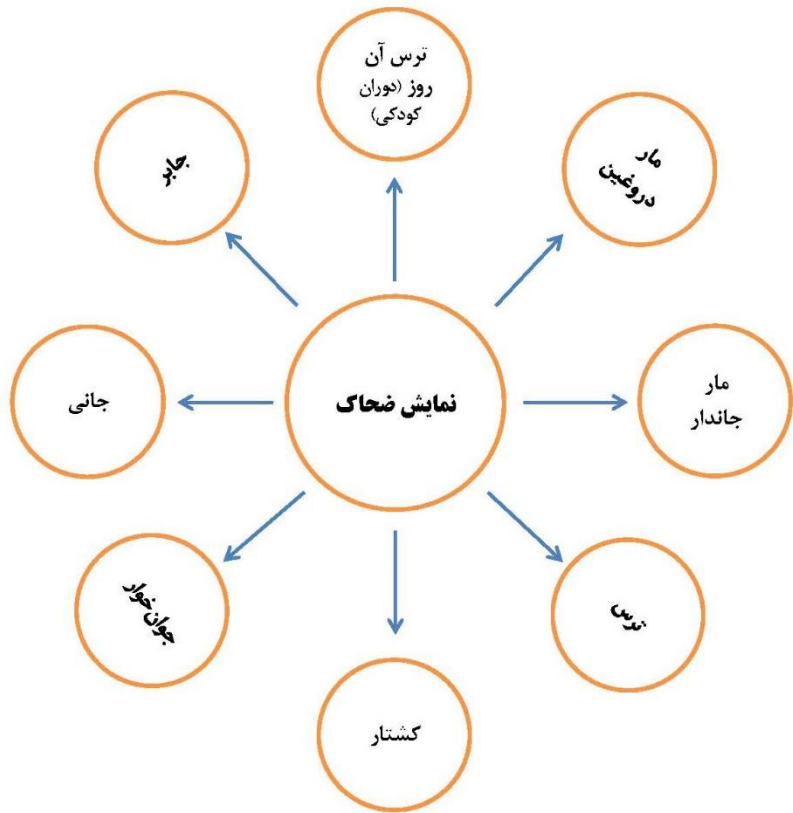 ترس آن
روز (دوران
کودکی)
مار
دروغین
جابر
نمایش ضحاک
مار
جاندار
جانی
ترس
جوان‌خوار
کشتار